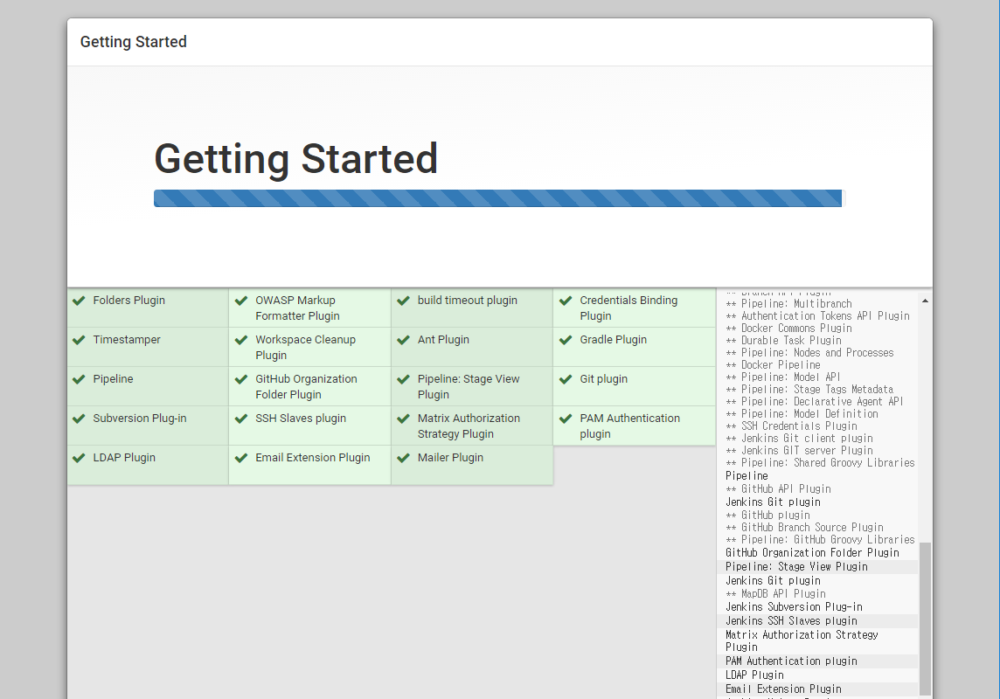 Getting Started
Getting Started
Folders Plugin
OWASP Markup
Formatter Plugin
build timeout plugin
Credentials Binding
Plugin
Timestamper
Workspace Cleanup
Plugin
Ant Plugin
Gradle Plugin
Pipeline
GitHub Organization
Folder Plugin
Pipeline: Stage View
Plugin
Git plugin
Subversion Plug-in
SSH Slaves plugin
Matrix Authorization
Strategy Plugin
PAM Authentication
plugin
LDAP Plugin
Email Extension Plugin
Mailer Plugin
** Branch API Plugin
** Pipeline: Multibranch
** Authentication Tokens API Plugin
** Docker Commons Plugin
** Durable Task Plugin
** Pipeline: Nodes and Processes
** Docker Pipeline
** Pipeline: Model API
** Pipeline: Stage Tags Metadata
** Pipeline: Declarative Agent API
** Pipeline: Model Definition
** SSH Credentials Plugin
** Jenkins Git client plugin
** Jenkins GIT server Plugin
** Pipeline: Shared Groovy Libraries
Pipeline
** GitHub API Plugin
Jenkins Git plugin
** GitHub plugin
** GitHub Branch Source Plugin
** Pipeline: GitHub Groovy Libraries
GitHub Organization Folder Plugin
Pipeline: Stage View Plugin
Jenkins Git plugin
** MapDB API Plugin
Jenkins Subversion Plug-in
Jenkins SSH Slaves plugin
Matrix Authorization Strategy
Plugin
PAM Authentication plugin
LDAP Plugin
Email Extension Plugin